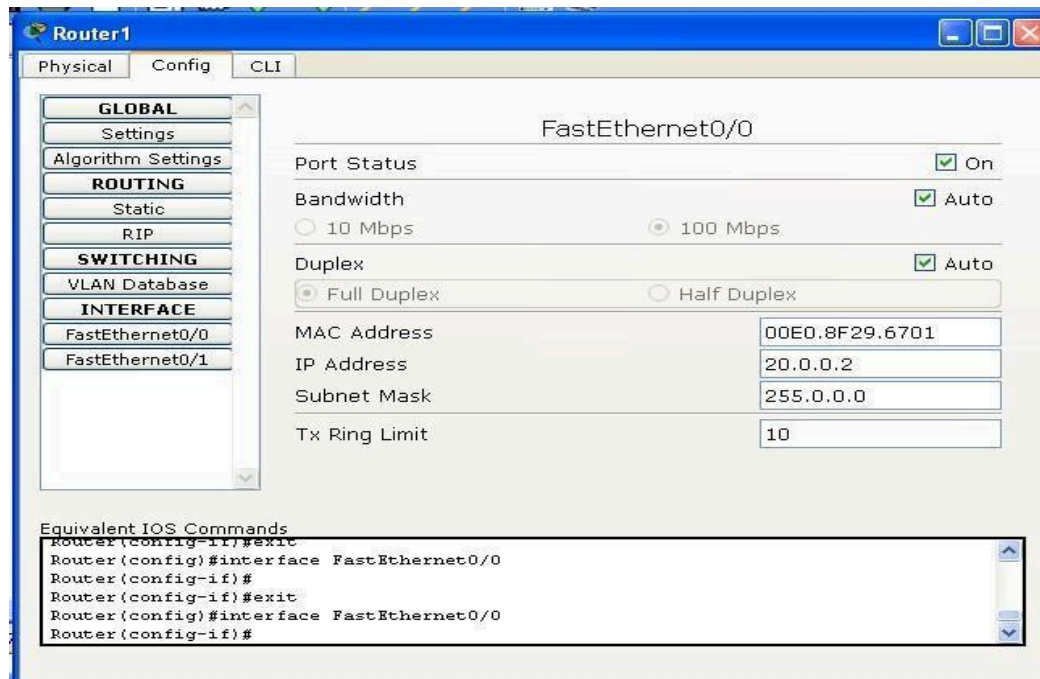 Router1
Physical Config CLI
GLOBAL
Settings
Algorithm Settings
ROUTING
Static
RIP
SWITCHING
VLAN Database
INTERFACE
FastEthernet0/0
FastEthernet0/1
FastEthernet0/0
Port Status On
Bandwidth Auto
10 Mbps 100 Mbps
Duplex Auto
Full Duplex Half Duplex
MAC Address 00E0.8F29.6701
IP Address 20.0.0.2
Subnet Mask 255.0.0.0
Tx Ring Limit 10
Equivalent IOS Commands
Router(config-if)#exit
Router(config)#interface FastEthernet0/0
Router(config-if)#
Router(config-if)#exit
Router(config)#interface FastEthernet0/0
Router(config-if)#